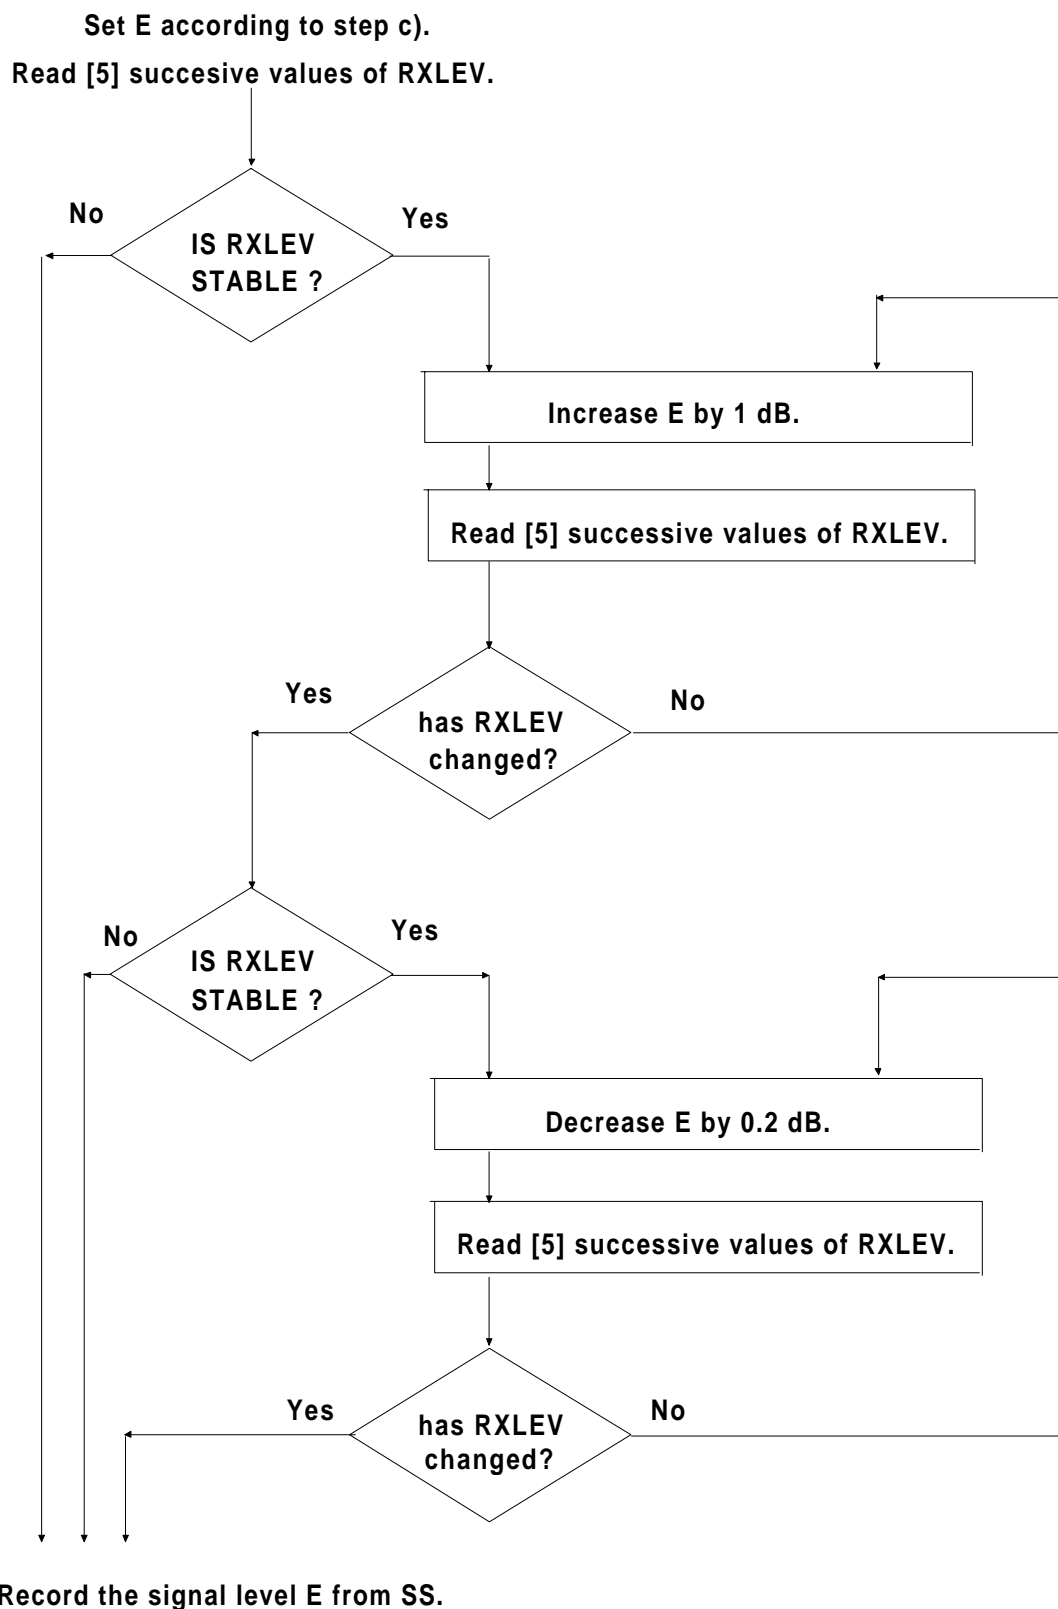 Set E according to step c).
Read [5] succesive values of RXLEV.
No
Yes
IS RXLEV
STABLE ?
Increase E by 1 dB.
Read [5] successive values of RXLEV.
Yes
No
has RXLEV
changed?
No
Yes
IS RXLEV
STABLE ?
Decrease E by 0.2 dB.
Read [5] successive values of RXLEV.
Yes
No
has RXLEV
changed?
Record the signal level E from SS.